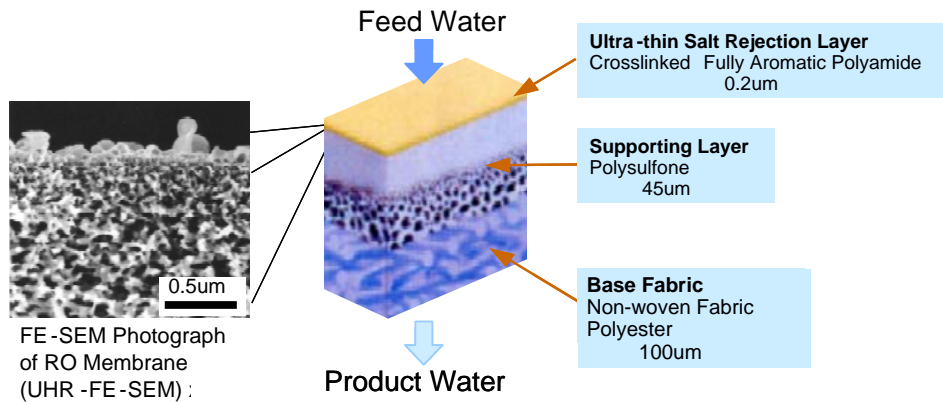 Feed Water
Ultra-thin Salt Rejection Layer
Crosslinked Fully Aromatic Polyamide
0.2um
Supporting Layer
Polysulfone
45um
0.5um
Base Fabric
Non-woven Fabric
Polyester
100um
FE-SEM Photograph
of RO Membrane
(UHR-FE-SEM) :
Product Water